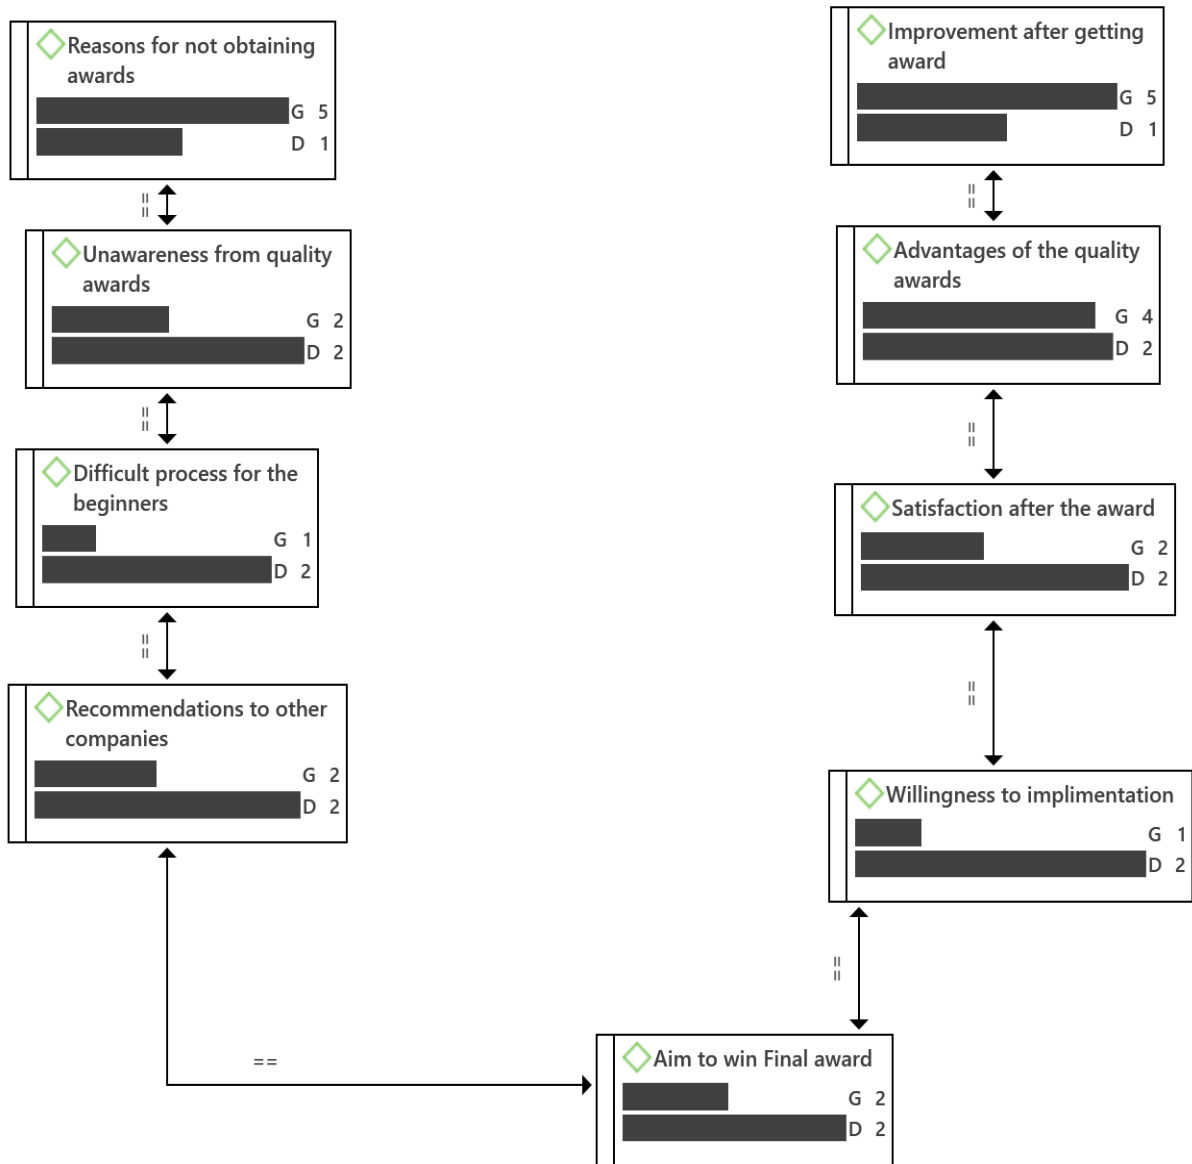 Reasons for not obtaining
awards
G 5
D 1
==
Unawareness from quality
awards
G 2
D 2
==
Difficult process for the
beginners
G 1
D 2
==
Recommendations to other
companies
G 2
D 2
==
Improvement after getting
award
G 5
D 1
==
Advantages of the quality
awards
G 4
D 2
==
Satisfaction after the award
G 2
D 2
==
Willingness to implimentation
G 1
D 2
==
Aim to win Final award
G 2
D 2